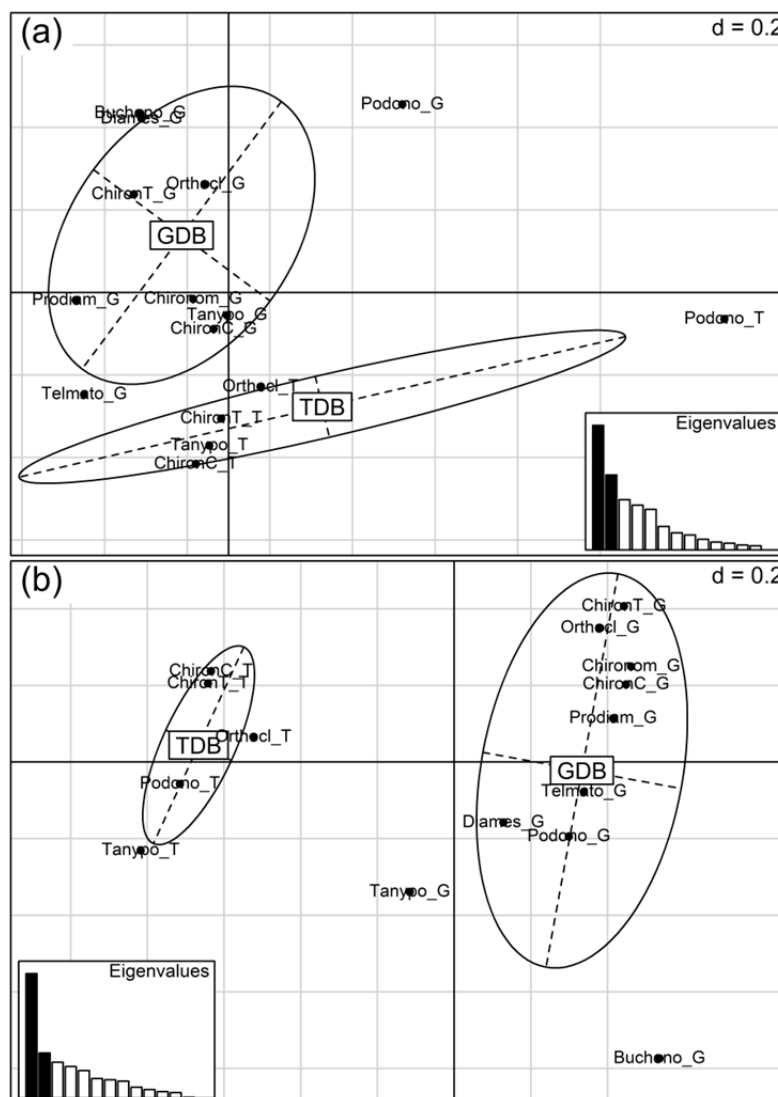 (a)
d = 0.2
Podono_G
Buchono_G
Diames_G
Orthocl_G
ChironT_G
GDB
Prodiam_G
Chironom_G
Tanypo_G
ChironC_G
Podono_T
Telmato_G
Orthocl_T
TDB
ChironT_T
Tanypo_T
ChironC_T
Eigenvalues
(b)
d = 0.2
ChironT_G
Orthocl_G
Chironom_G
ChironC_G
Prodiam_G
ChironC_T
ChironT_T
Orthocl_T
TDB
Podono_T
GDB
Telmato_G
Diames_G
Podono_G
Tanypo_T
Tanypo_G
Eigenvalues
Buchono_G